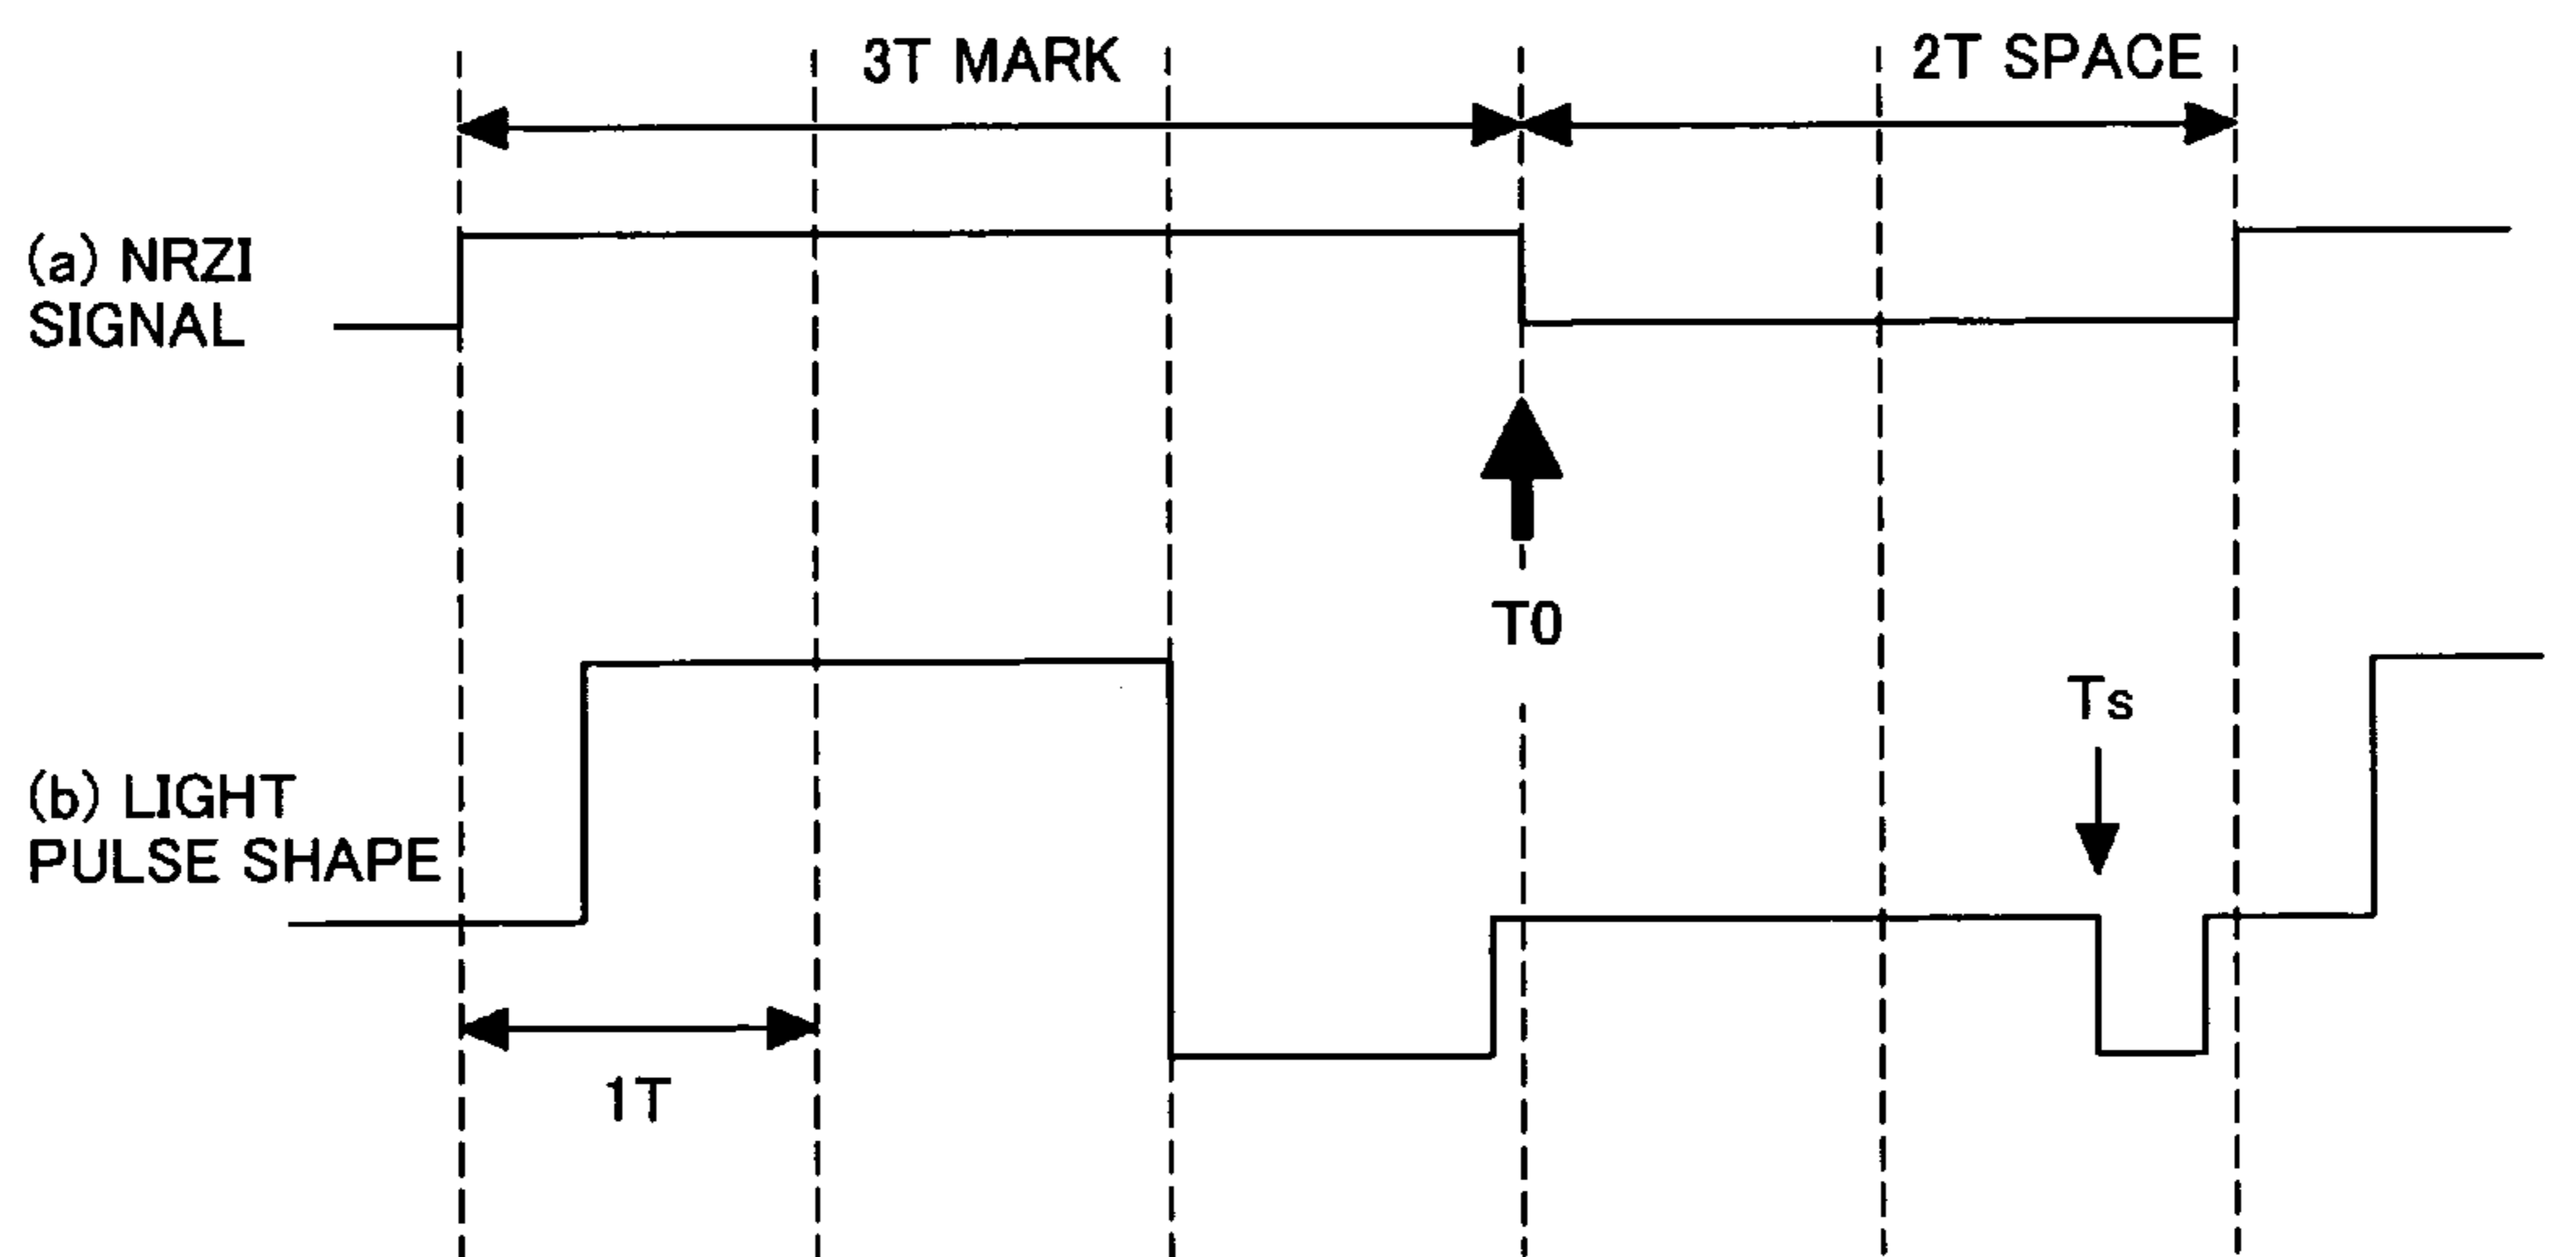 3T MARK
2T SPACE
(a) NRZI
SIGNAL
T0
Ts
(b) LIGHT
PULSE SHAPE
1T